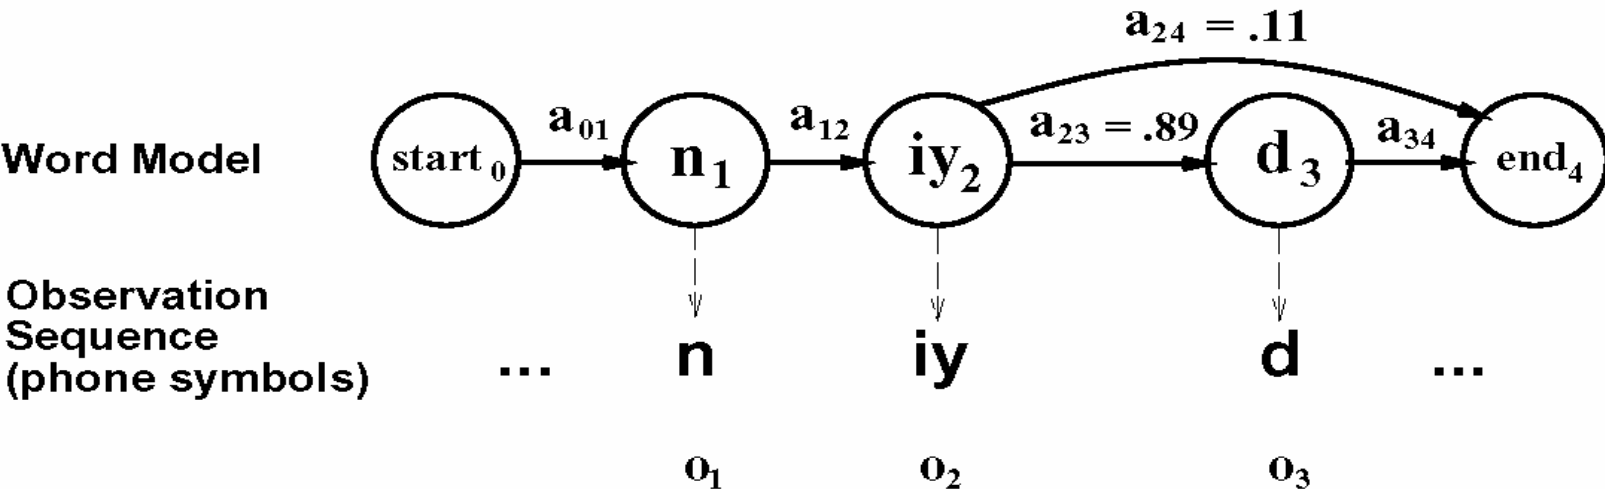 a24 = .11
a01 a12 a23 = .89 a34
Word Model start0 n1 iy2 d3 end4
Observation
Sequence
(phone symbols)
... n iy d ...
o1 o2 o3